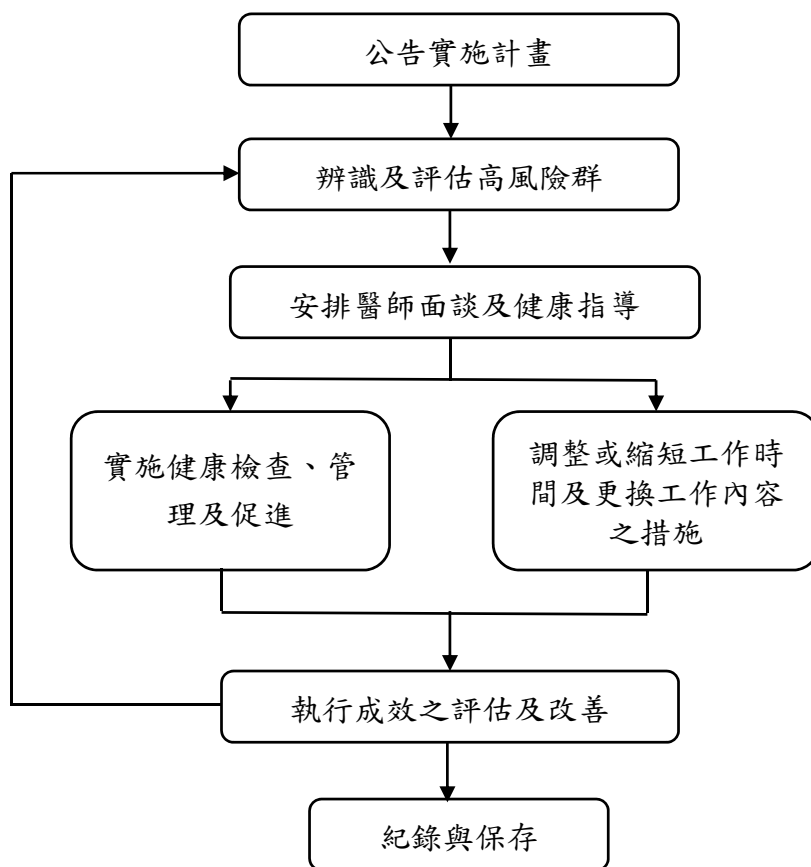 公告實施計畫
辨識及評估高風險群
安排醫師面談及健康指導
實施健康檢查、管
理及促進
調整或縮短工作時
間及更換工作內容
之措施
執行成效之評估及改善
紀錄與保存